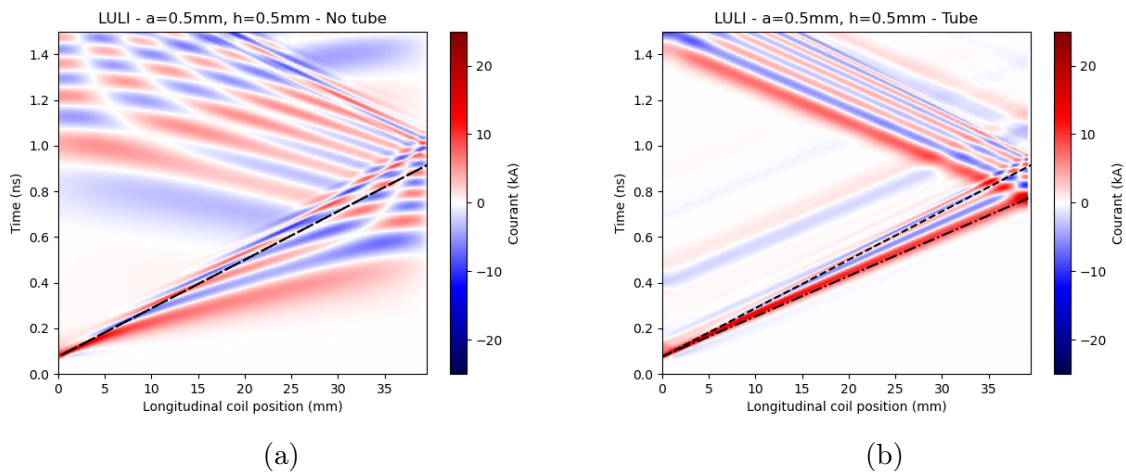 LULI - a=0.5mm, h=0.5mm - No tube
1.4
1.2
1.0
0.8
0.6
0.4
0.2
0.0
Time (ns)
0 5 10 15 20 25 30 35
Longitudinal coil position (mm)
20
10
0
−10
−20
Courant (kA)
(a)
LULI - a=0.5mm, h=0.5mm - Tube
1.4
1.2
1.0
0.8
0.6
0.4
0.2
0.0
Time (ns)
0 5 10 15 20 25 30 35
Longitudinal coil position (mm)
20
10
0
−10
−20
Courant (kA)
(b)